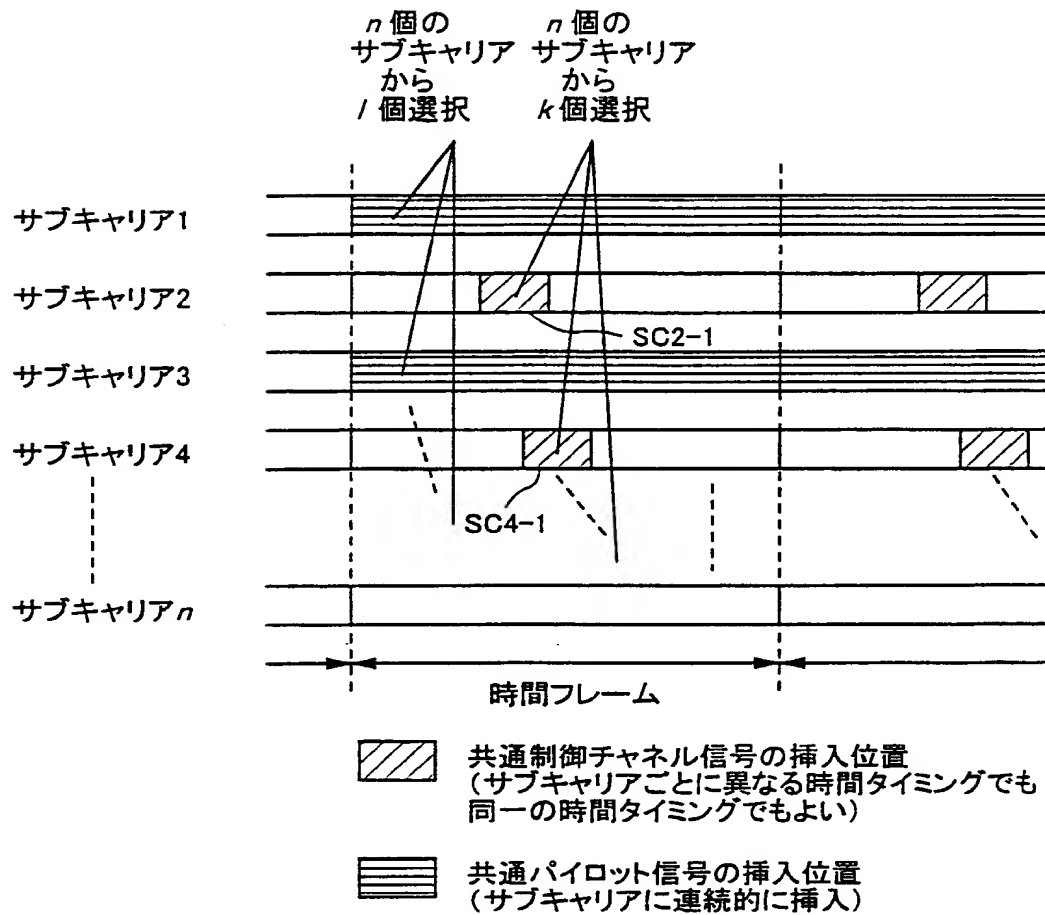 n個の
サブキャリア
から
l個選択
n個の
サブキャリア
から
k個選択
サブキャリア1
サブキャリア2
SC2-1
サブキャリア3
サブキャリア4
SC4-1
サブキャリアn
時間フレーム
共通制御チャネル信号の挿入位置
(サブキャリアごとに異なる時間タイミングでも
同一の時間タイミングでもよい)
共通パイロット信号の挿入位置
(サブキャリアに連続的に挿入)